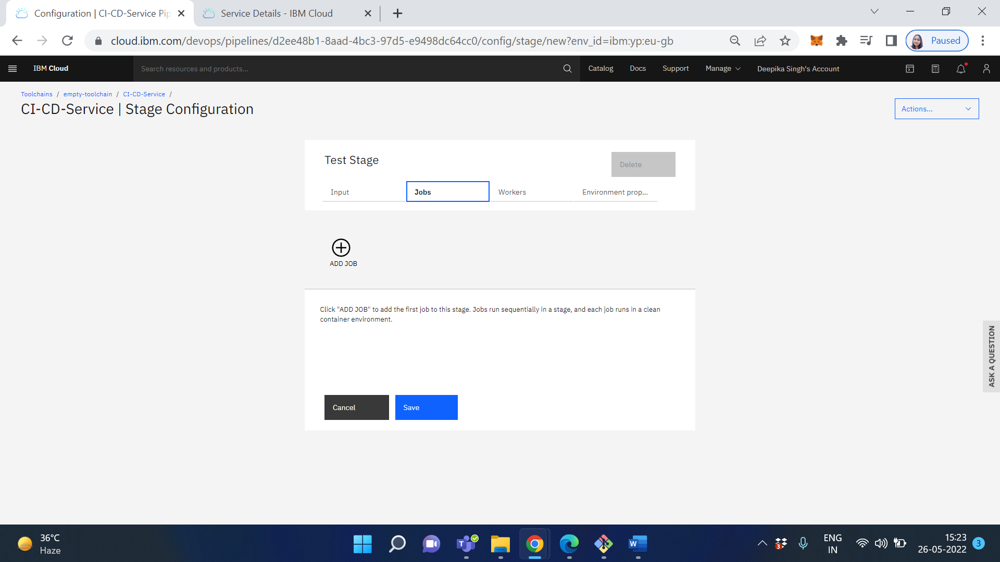 Configuration | CI-CD-Service Pip
Service Details - IBM Cloud
cloud.ibm.com/devops/pipelines/d2ee48b1-8aad-4bc3-97d5-e9498dc64cc0/config/stage/new?env_id=ibm:yp:eu-gb
Paused
IBM Cloud
Search resources and products...
Catalog
Docs
Support
Manage
Deepika Singh's Account
Toolchains / empty-toolchain / CI-CD-Service /
CI-CD-Service | Stage Configuration
Actions...
Test Stage
Delete
Input
Jobs
Workers
Environment prop...
ADD JOB
Click "ADD JOB" to add the first job to this stage. Jobs run sequentially in a stage, and each job runs in a clean
container environment.
Cancel
Save
ASK A QUESTION
36°C
Haze
T
W
3
ENG
IN
15:23
26-05-2022
3